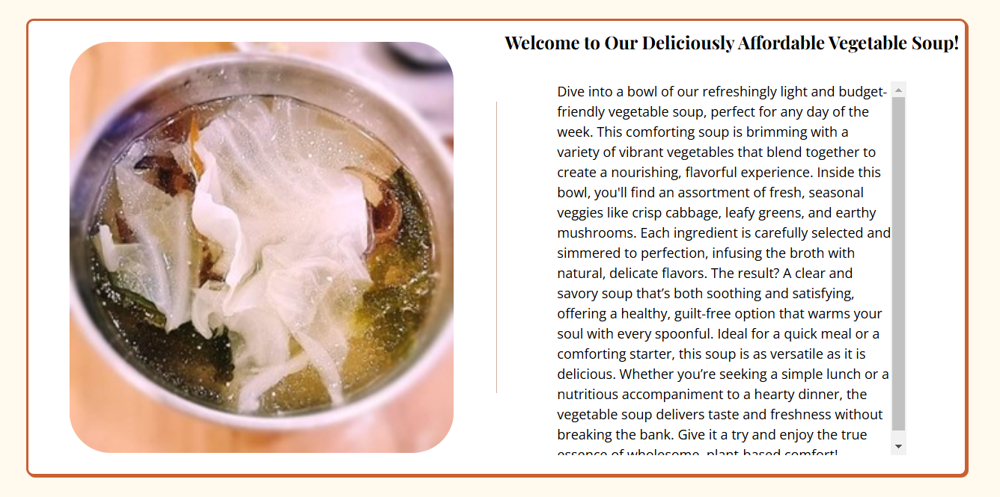 Welcome to Our Deliciously Affordable Vegetable Soup!
Dive into a bowl of our refreshingly light and budget-
friendly vegetable soup, perfect for any day of the
week. This comforting soup is brimming with a
variety of vibrant vegetables that blend together to
create a nourishing, flavorful experience. Inside this
bowl, you'll find an assortment of fresh, seasonal
veggies like crisp cabbage, leafy greens, and earthy
mushrooms. Each ingredient is carefully selected and
simmered to perfection, infusing the broth with
natural, delicate flavors. The result? A clear and
savory soup that’s both soothing and satisfying,
offering a healthy, guilt-free option that warms your
soul with every spoonful. Ideal for a quick meal or a
comforting starter, this soup is as versatile as it is
delicious. Whether you’re seeking a simple lunch or a
nutritious accompaniment to a hearty dinner, the
vegetable soup delivers taste and freshness without
breaking the bank. Give it a try and enjoy the true
essence of wholesome, plant-based comfort!